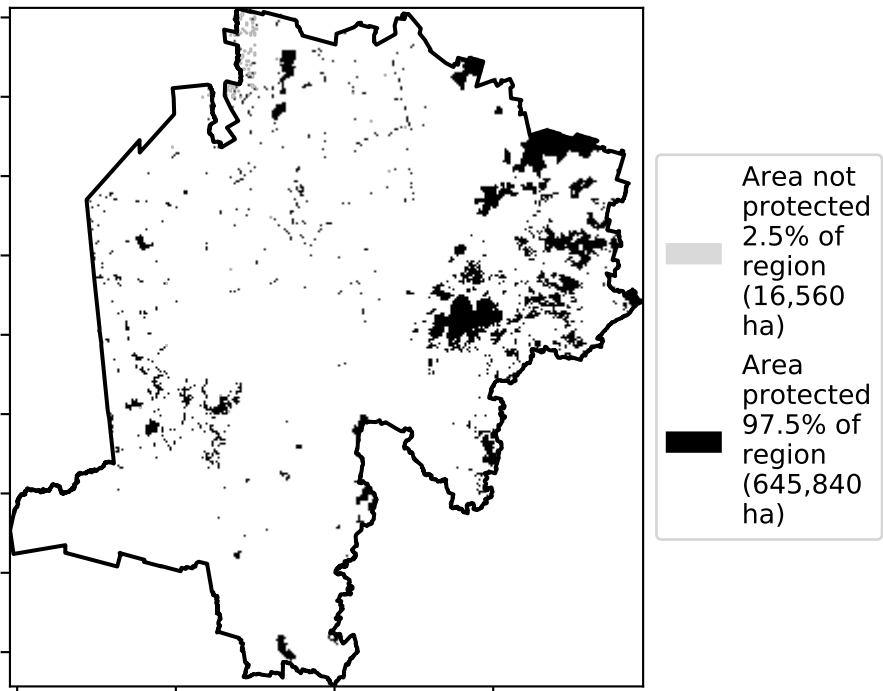 Area not
protected
2.5% of
region
(16,560
ha)
Area
protected
97.5% of
region
(645,840
ha)